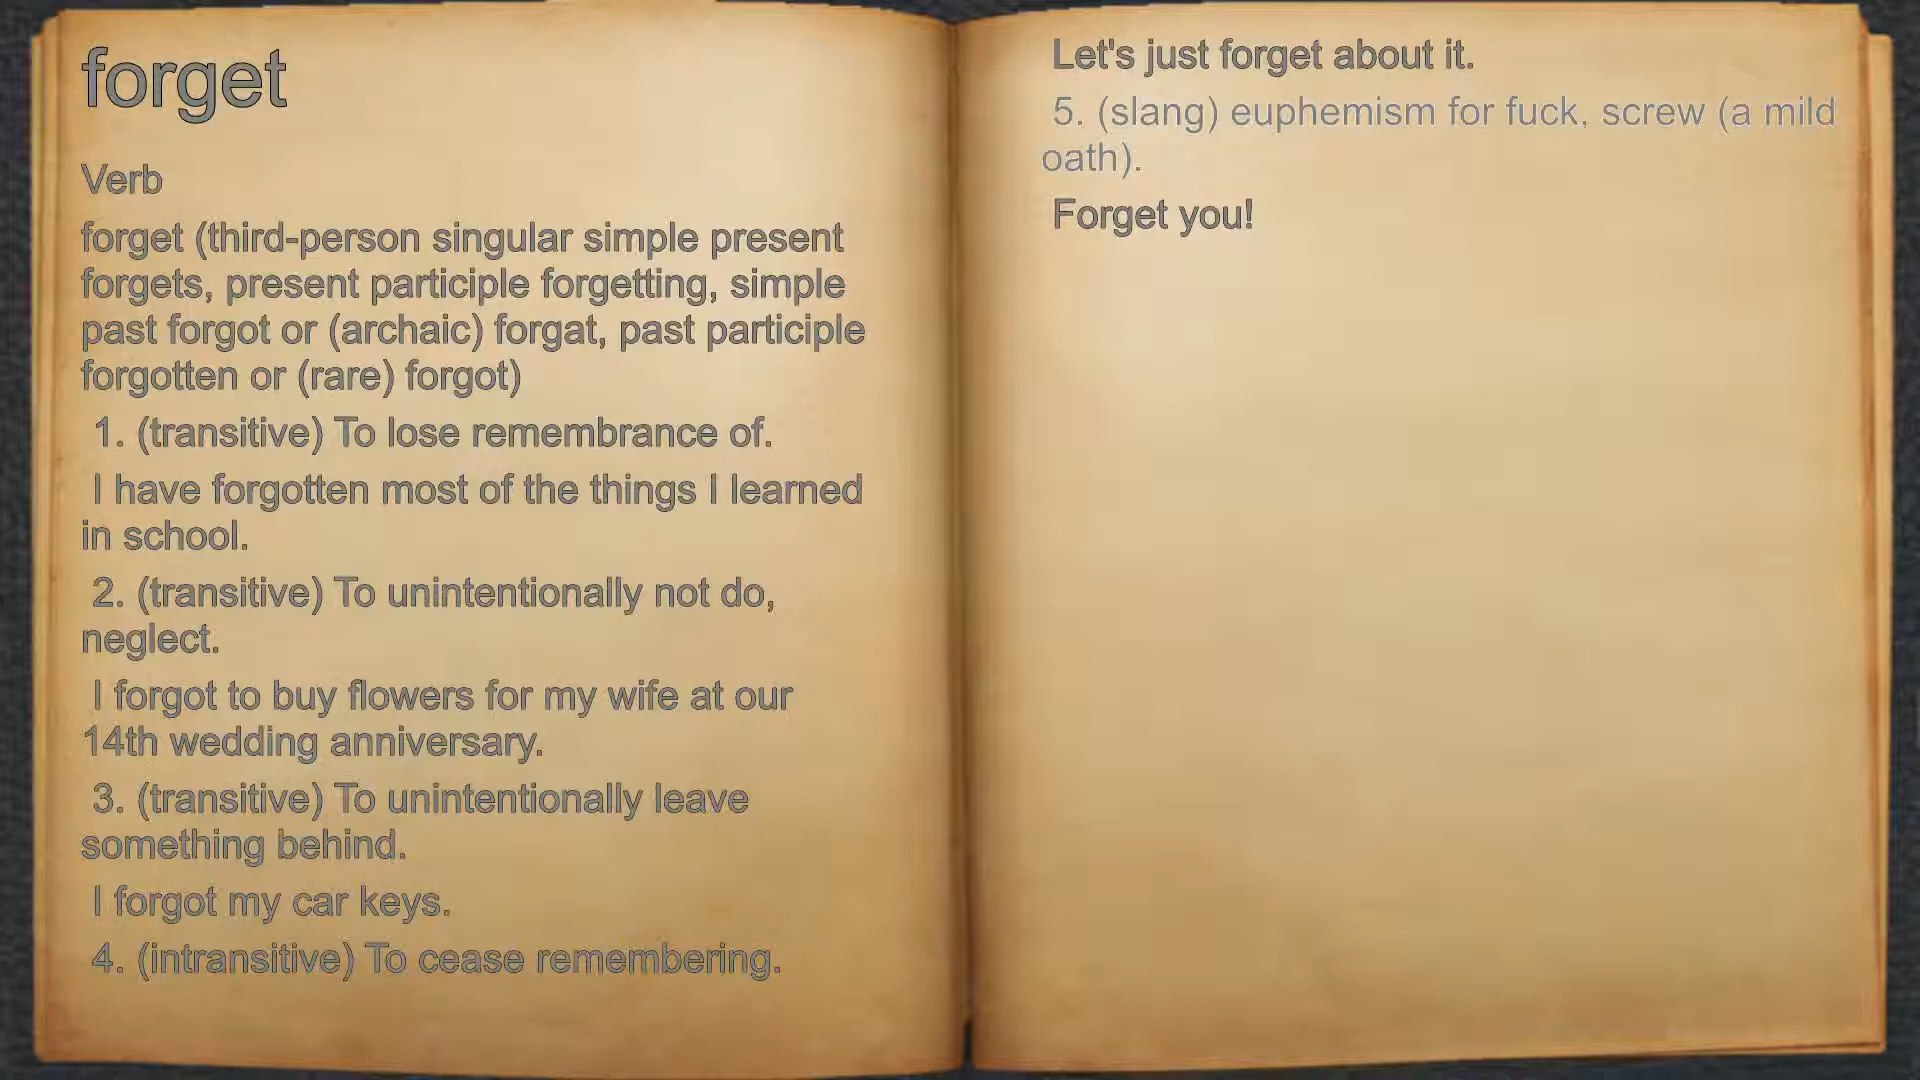 forget
Verb
forget (third-person singular simple present
forgets, present participle forgetting, simple
past forgot or (archaic) forgat, past participle
forgotten or (rare) forgot)
1. (transitive) To lose remembrance of.
I have forgotten most of the things I learned
in school.
2. (transitive) To unintentionally not do,
neglect.
I forgot to buy flowers for my wife at our
14th wedding anniversary.
3. (transitive) To unintentionally leave
something behind.
I forgot my car keys.
4. (intransitive) To cease remembering.
Let's just forget about it.
5. (slang) euphemism for fuck, screw (a mild
oath).
Forget you!